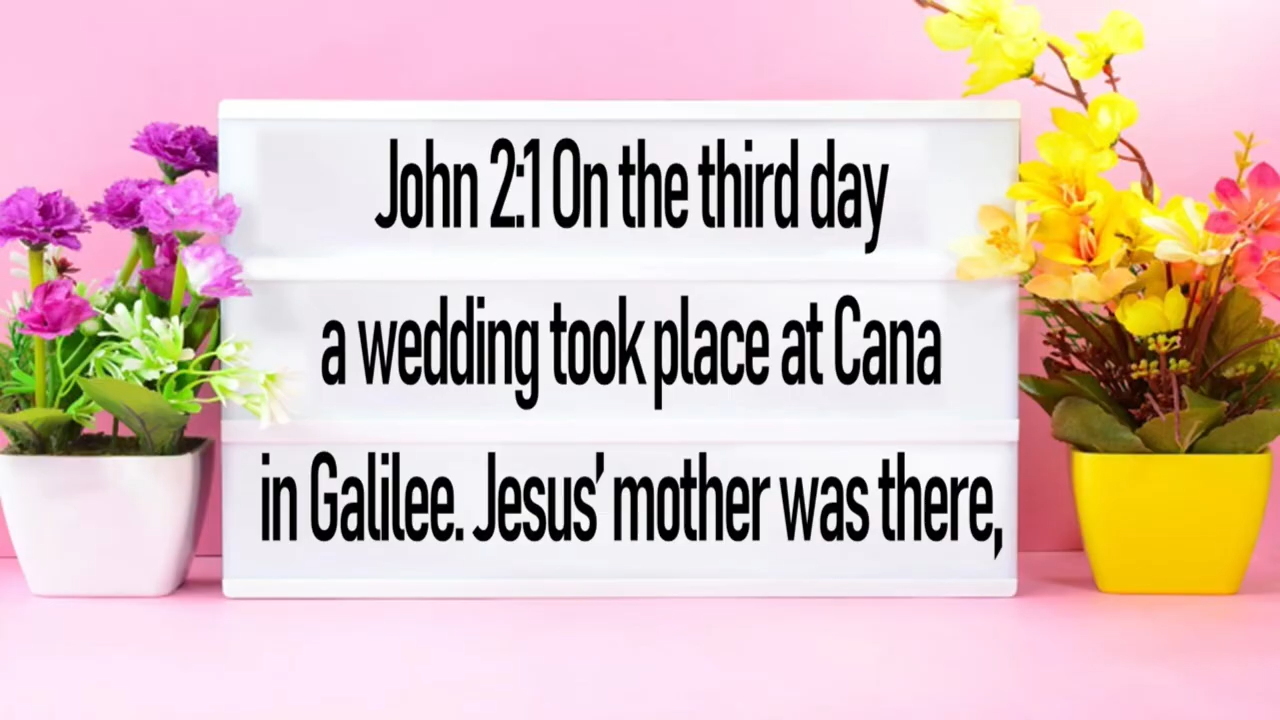 John 2:1 On the third day
a wedding took place at Cana
in Galilee. Jesus’ mother was there,